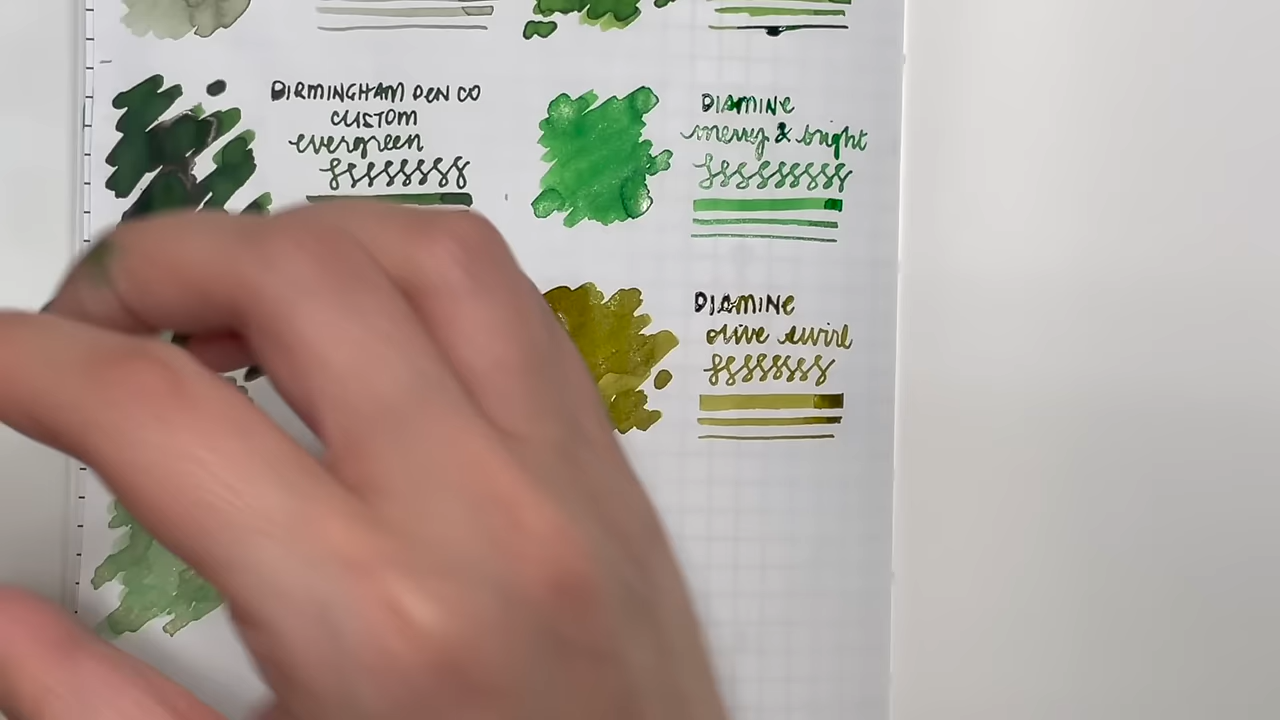 BIRMINGHAM PEN CO
CUSTOM
evergreen
DIAMINE
merry & bright
DIAMINE
olive swirl